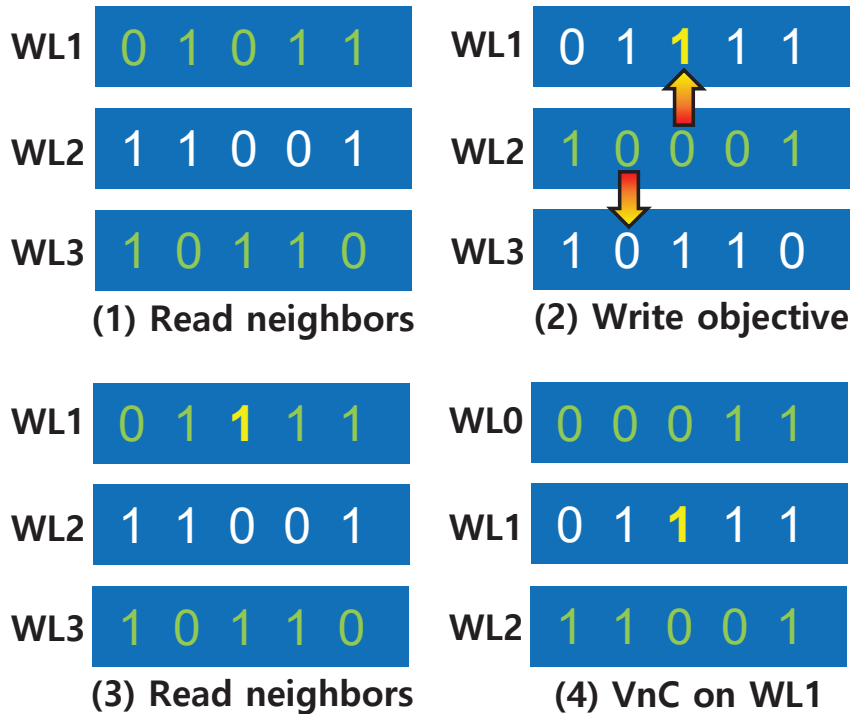 WL1 0 1 0 1 1
WL2 1 1 0 0 1
WL3 1 0 1 1 0
(1) Read neighbors
WL1 0 1 1 1 1
WL2 1 0 0 0 1
WL3 1 0 1 1 0
(2) Write objective
WL1 0 1 1 1 1
WL2 1 1 0 0 1
WL3 1 0 1 1 0
(3) Read neighbors
WL0 0 0 0 1 1
WL1 0 1 1 1 1
WL2 1 1 0 0 1
(4) VnC on WL1